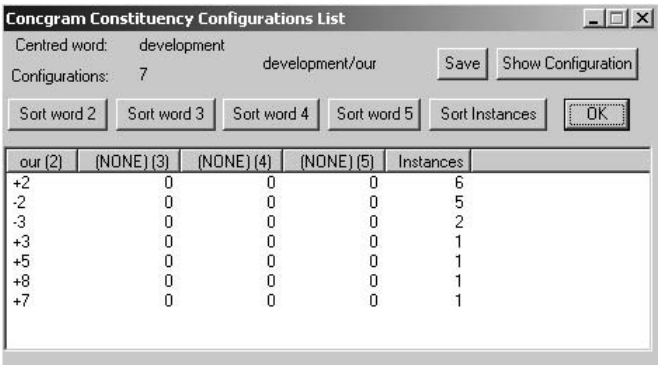 Concgram Constituency Configurations List
Centred word: development
development/our Save Show Configuration
Configurations: 7
Sort word 2 Sort word 3 Sort word 4 Sort word 5 Sort Instances OK
our (2) (NONE) (3) (NONE) (4) (NONE) (5) Instances
+2 0 0 0 6
-2 0 0 0 5
-3 0 0 0 2
+3 0 0 0 1
+5 0 0 0 1
+8 0 0 0 1
+7 0 0 0 1